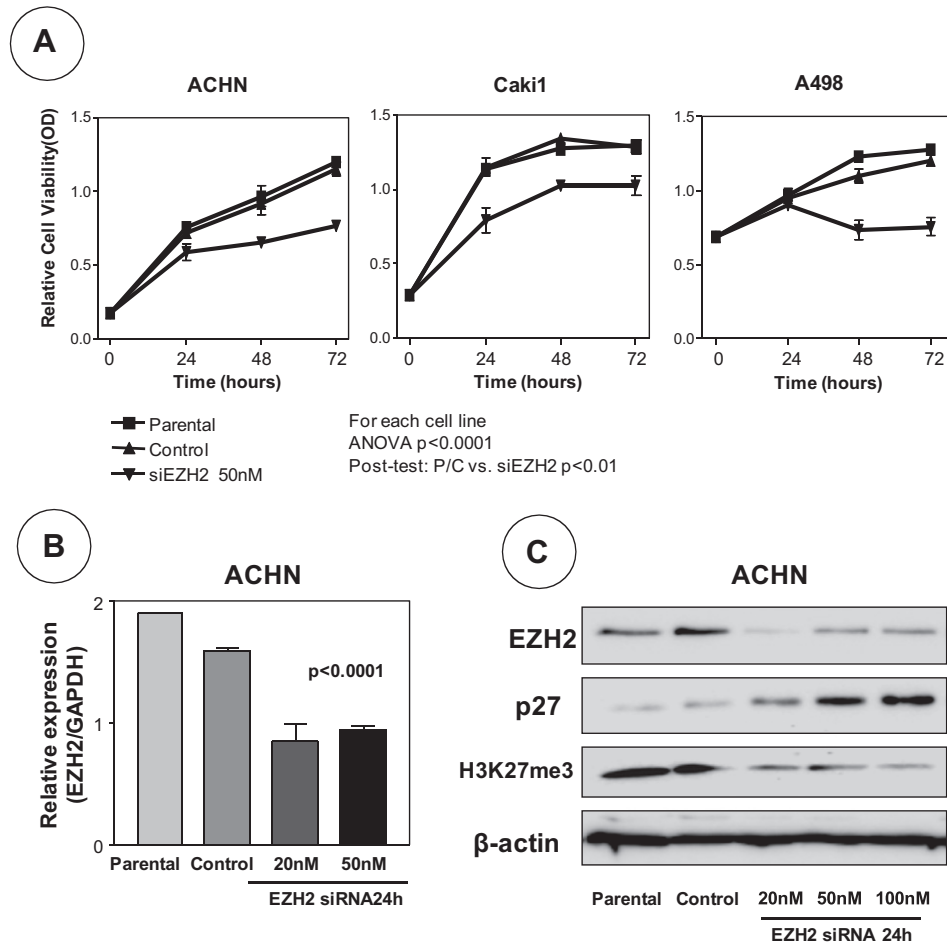 A
ACHN
Caki1
A498
Relative Cell Viability(OD)
1.5
1.0
0.5
0.0
0 24 48 72
Time (hours)
1.5
1.0
0.5
0.0
0 24 48 72
Time (hours)
1.5
1.0
0.5
0.0
0 24 48 72
Time (hours)
Parental
Control
siEZH2 50nM
For each cell line
ANOVA p<0.0001
Post-test: P/C vs. siEZH2 p<0.01
B
ACHN
Relative expression
(EZH2/GAPDH)
2
1
0
p<0.0001
Parental Control 20nM 50nM
EZH2 siRNA24h
C
ACHN
EZH2
p27
H3K27me3
β-actin
Parental Control 20nM 50nM 100nM
EZH2 siRNA 24h